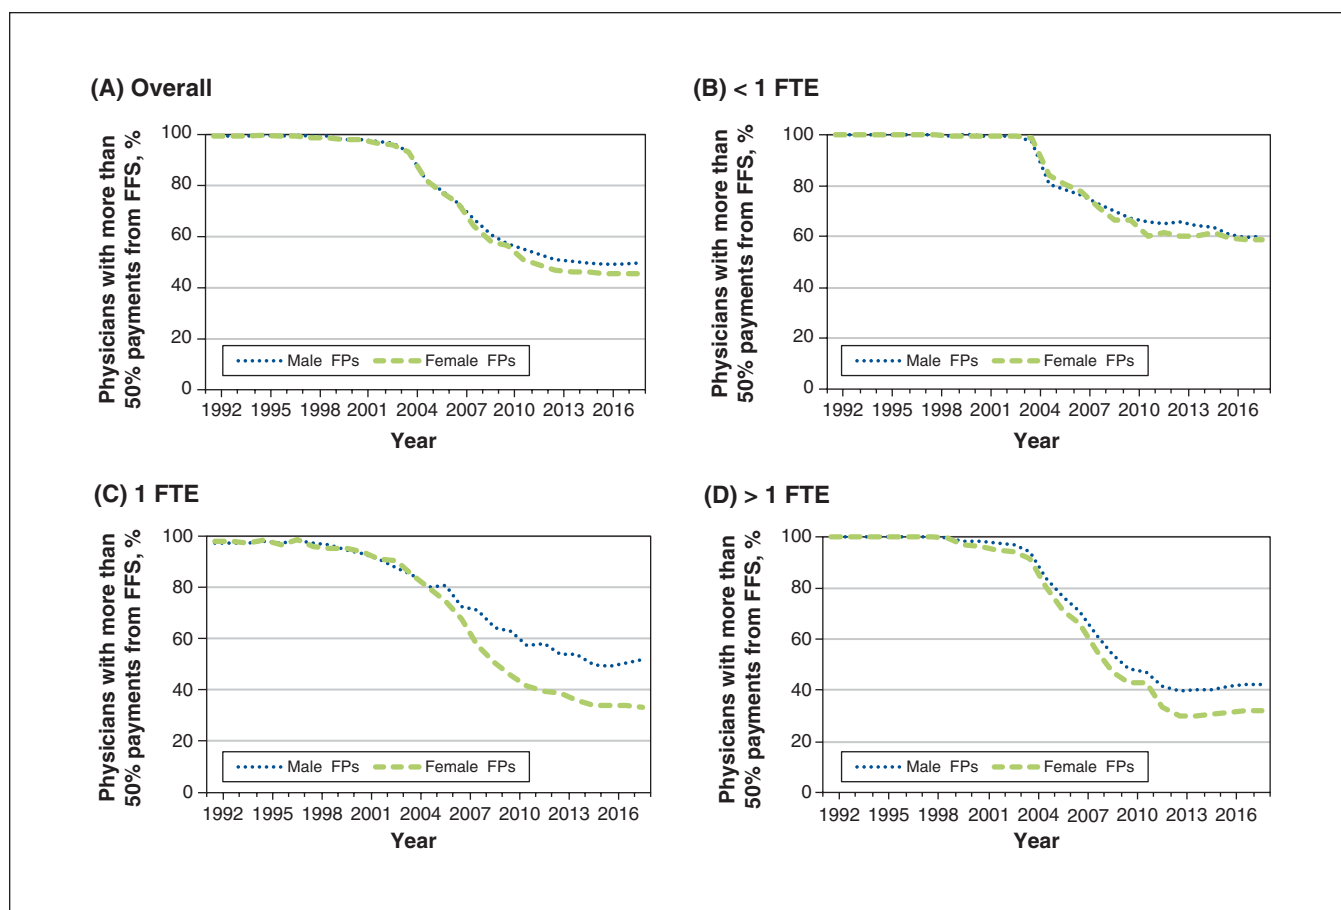 (A) Overall
Physicians with more than
50% payments from FFS, %
100
80
60
40
20
0
Male FPs
Female FPs
1992 1995 1998 2001 2004 2007 2010 2013 2016
Year
(B) < 1 FTE
Physicians with more than
50% payments from FFS, %
100
80
60
40
20
0
Male FPs
Female FPs
1992 1995 1998 2001 2004 2007 2010 2013 2016
Year
(C) 1 FTE
Physicians with more than
50% payments from FFS, %
100
80
60
40
20
0
Male FPs
Female FPs
1992 1995 1998 2001 2004 2007 2010 2013 2016
Year
(D) > 1 FTE
Physicians with more than
50% payments from FFS, %
100
80
60
40
20
0
Male FPs
Female FPs
1992 1995 1998 2001 2004 2007 2010 2013 2016
Year